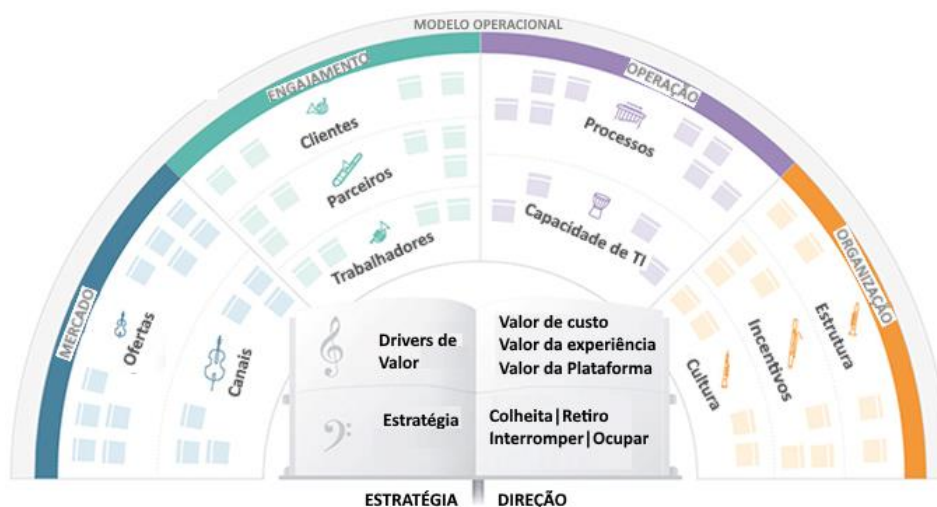 MODELO OPERACIONAL
ENGAJAMENTO
OPERAÇÃO
Clientes
Processos
Parceiros
Trabalhadores
Capacidade de TI
MERCADO
Ofertas
Canais
ORGANIZAÇÃO
Estrutura
Incentivos
Cultura
Drivers de
Valor
Valor de custo
Valor da experiência
Valor da Plataforma
Estratégia
Colheita|Retiro
Interromper|Ocupar
ESTRATÉGIA
DIREÇÃO